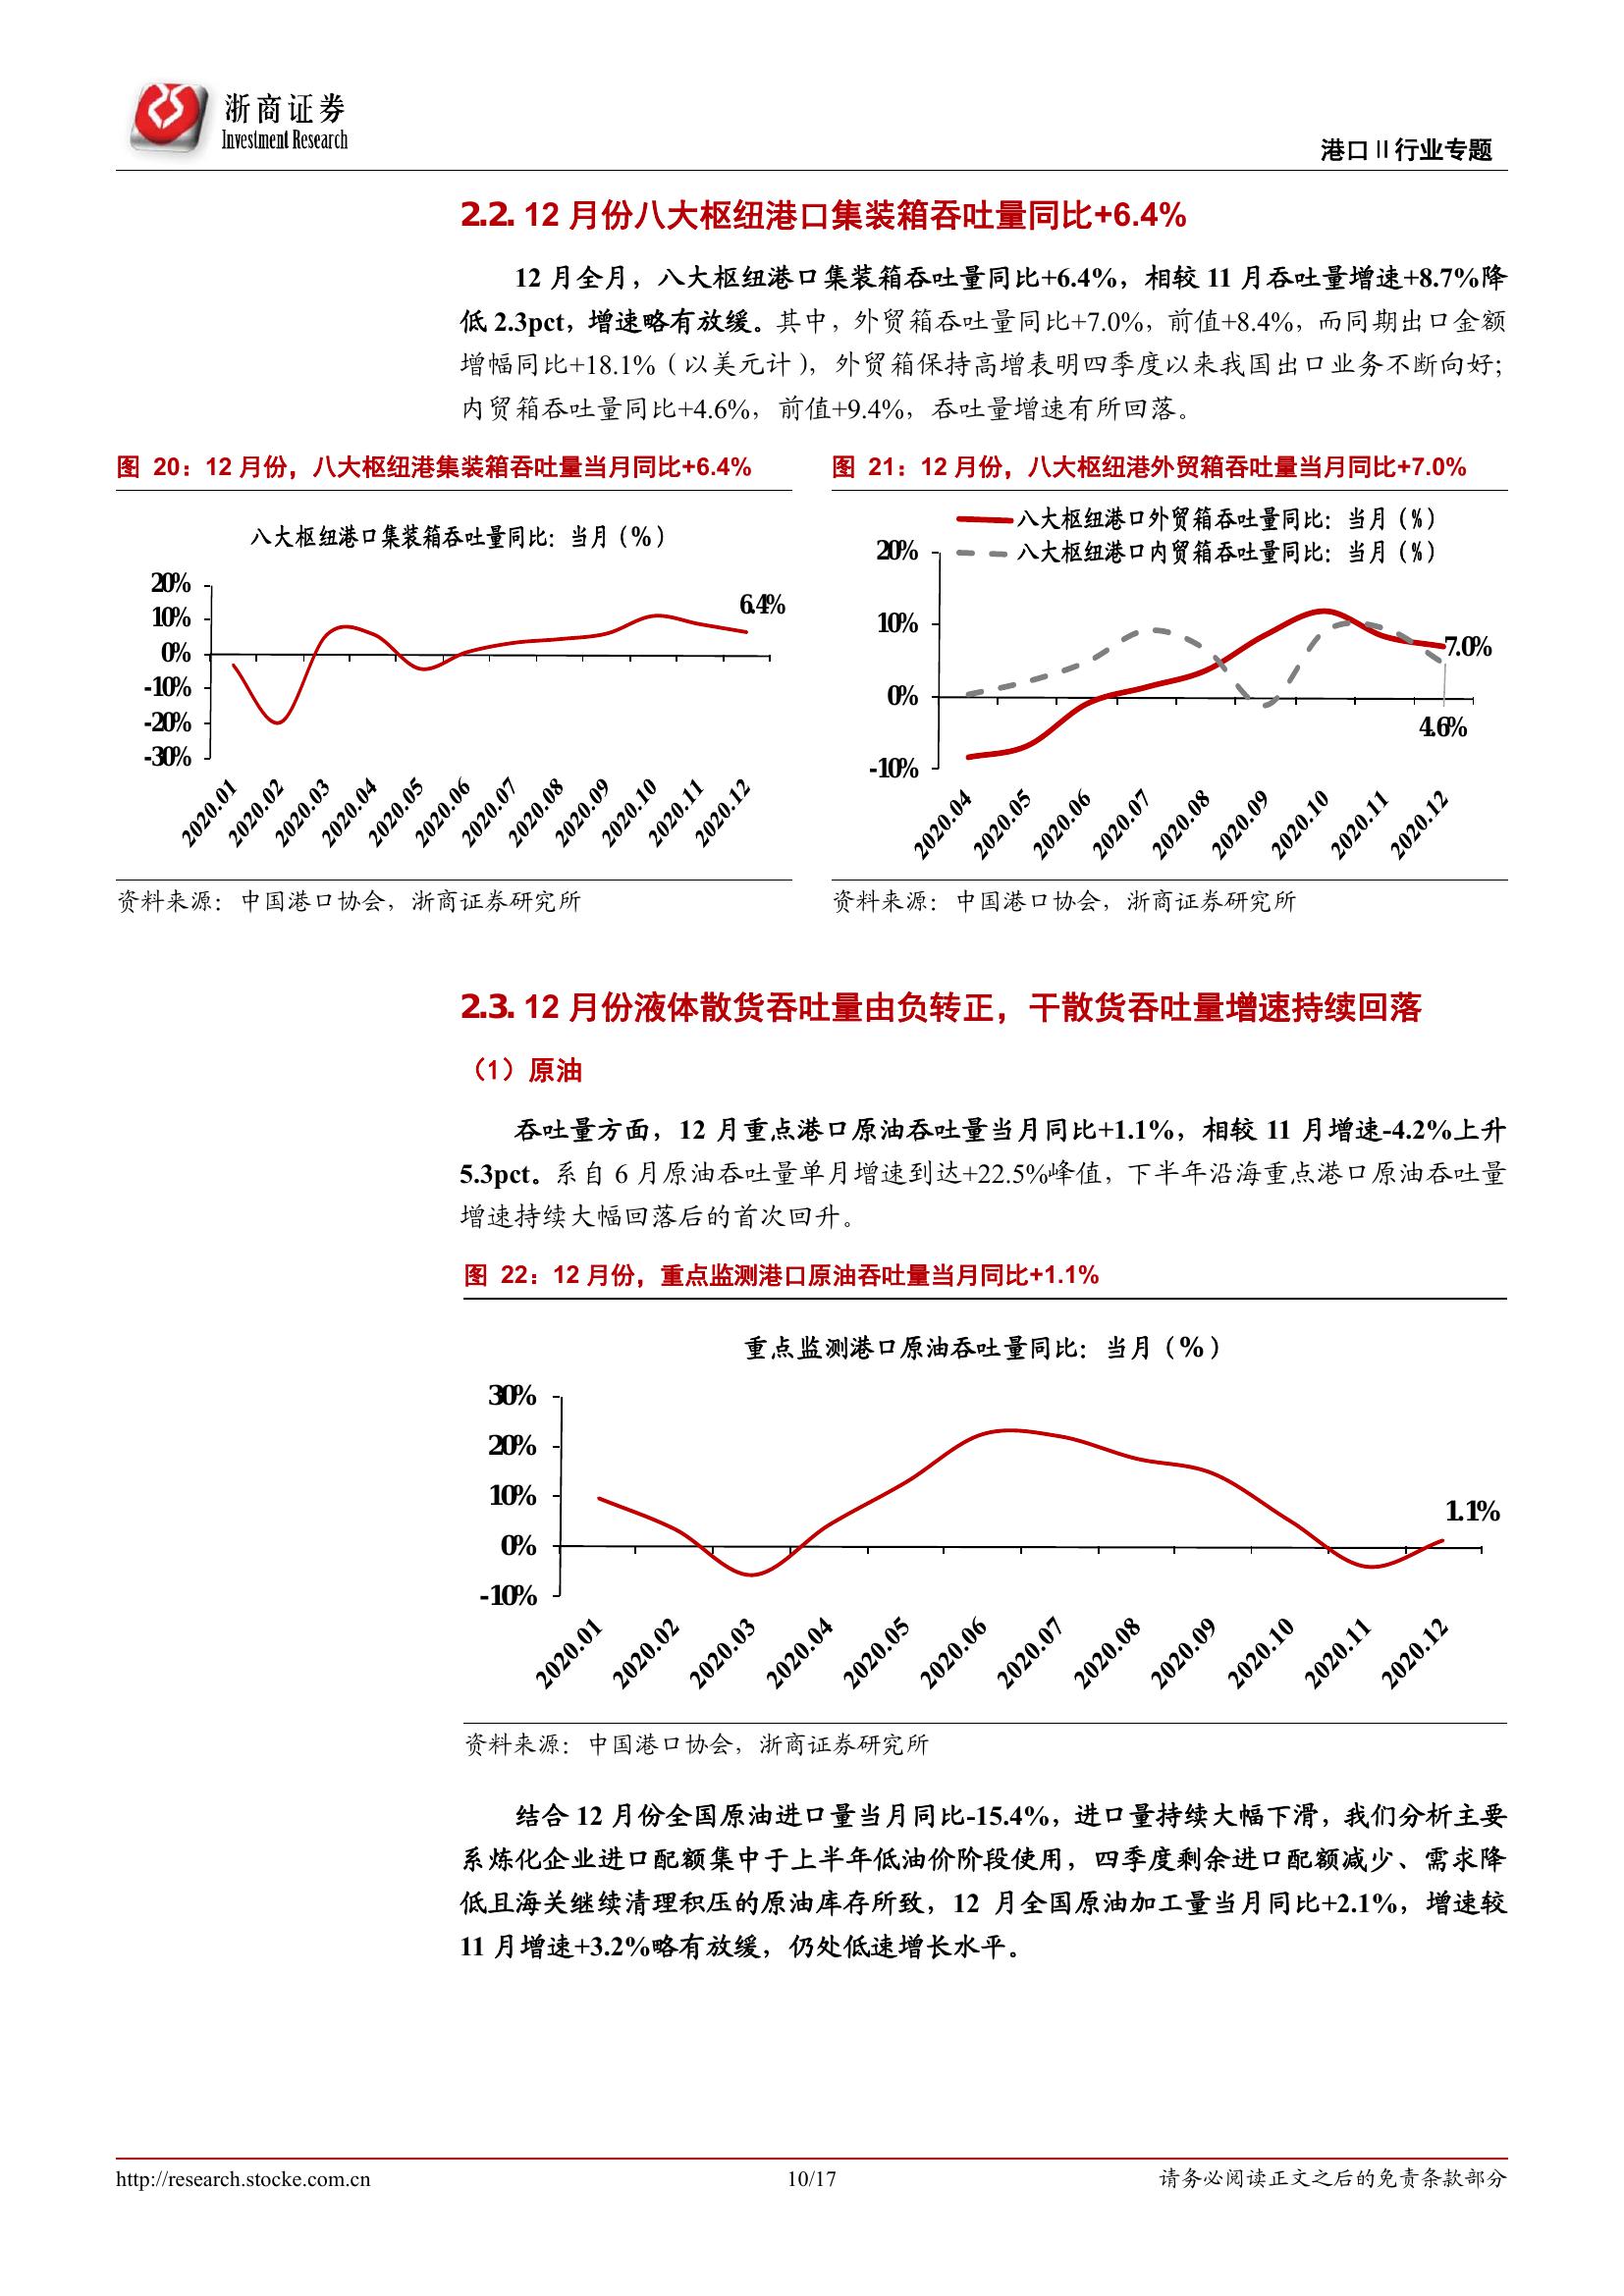 浙商证券
Investment Research
港口Ⅱ行业专题
2.2. 12 月份八大枢纽港口集装箱吞吐量同比+6.4%
12 月全月，八大枢纽港口集装箱吞吐量同比+6.4%，相较 11 月吞吐量增速+8.7%降
低 2.3pct，增速略有放缓。其中，外贸箱吞吐量同比+7.0%，前值+8.4%，而同期出口金额
增幅同比+18.1%（以美元计），外贸箱保持高增表明四季度以来我国出口业务不断向好；
内贸箱吞吐量同比+4.6%，前值+9.4%，吞吐量增速有所回落。
图 20：12 月份，八大枢纽港集装箱吞吐量当月同比+6.4%
八大枢纽港口集装箱吞吐量同比：当月（%）
20%
10%
0%
-10%
-20%
-30%
6.4%
2020.01
2020.02
2020.03
2020.04
2020.05
2020.06
2020.07
2020.08
2020.09
2020.10
2020.11
2020.12
资料来源：中国港口协会，浙商证券研究所
图 21：12 月份，八大枢纽港外贸箱吞吐量当月同比+7.0%
八大枢纽港口外贸箱吞吐量同比：当月（%）
八大枢纽港口内贸箱吞吐量同比：当月（%）
20%
10%
0%
-10%
7.0%
4.6%
2020.04
2020.05
2020.06
2020.07
2020.08
2020.09
2020.10
2020.11
2020.12
资料来源：中国港口协会，浙商证券研究所
2.3. 12 月份液体散货吞吐量由负转正，干散货吞吐量增速持续回落
（1）原油
吞吐量方面，12 月重点港口原油吞吐量当月同比+1.1%，相较 11 月增速-4.2%上升
5.3pct。系自 6 月原油吞吐量单月增速到达+22.5%峰值，下半年沿海重点港口原油吞吐量
增速持续大幅回落后的首次回升。
图 22：12 月份，重点监测港口原油吞吐量当月同比+1.1%
重点监测港口原油吞吐量同比：当月（%）
30%
20%
10%
0%
-10%
1.1%
2020.01
2020.02
2020.03
2020.04
2020.05
2020.06
2020.07
2020.08
2020.09
2020.10
2020.11
2020.12
资料来源：中国港口协会，浙商证券研究所
结合 12 月份全国原油进口量当月同比-15.4%，进口量持续大幅下滑，我们分析主要
系炼化企业进口配额集中于上半年低油价阶段使用，四季度剩余进口配额减少、需求降
低且海关继续清理积压的原油库存所致，12 月全国原油加工量当月同比+2.1%，增速较
11 月增速+3.2%略有放缓，仍处低速增长水平。
http://research.stocke.com.cn
10/17
请务必阅读正文之后的免责条款部分